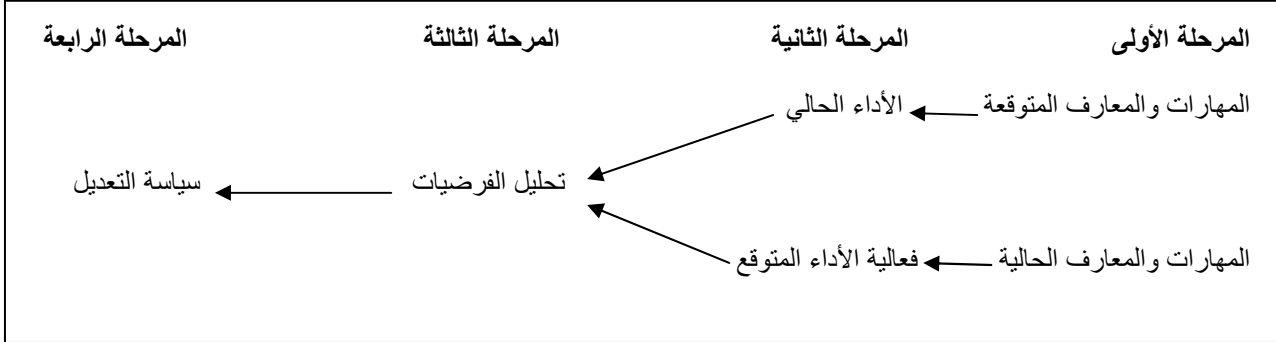 المرحلة الأولى المرحلة الثانية المرحلة الثالثة المرحلة الرابعة
المهارات والمعارف المتوقعة الأداء الحالي
تحليل الفرضيات سياسة التعديل
المهارات والمعارف الحالية فعالية الأداء المتوقع